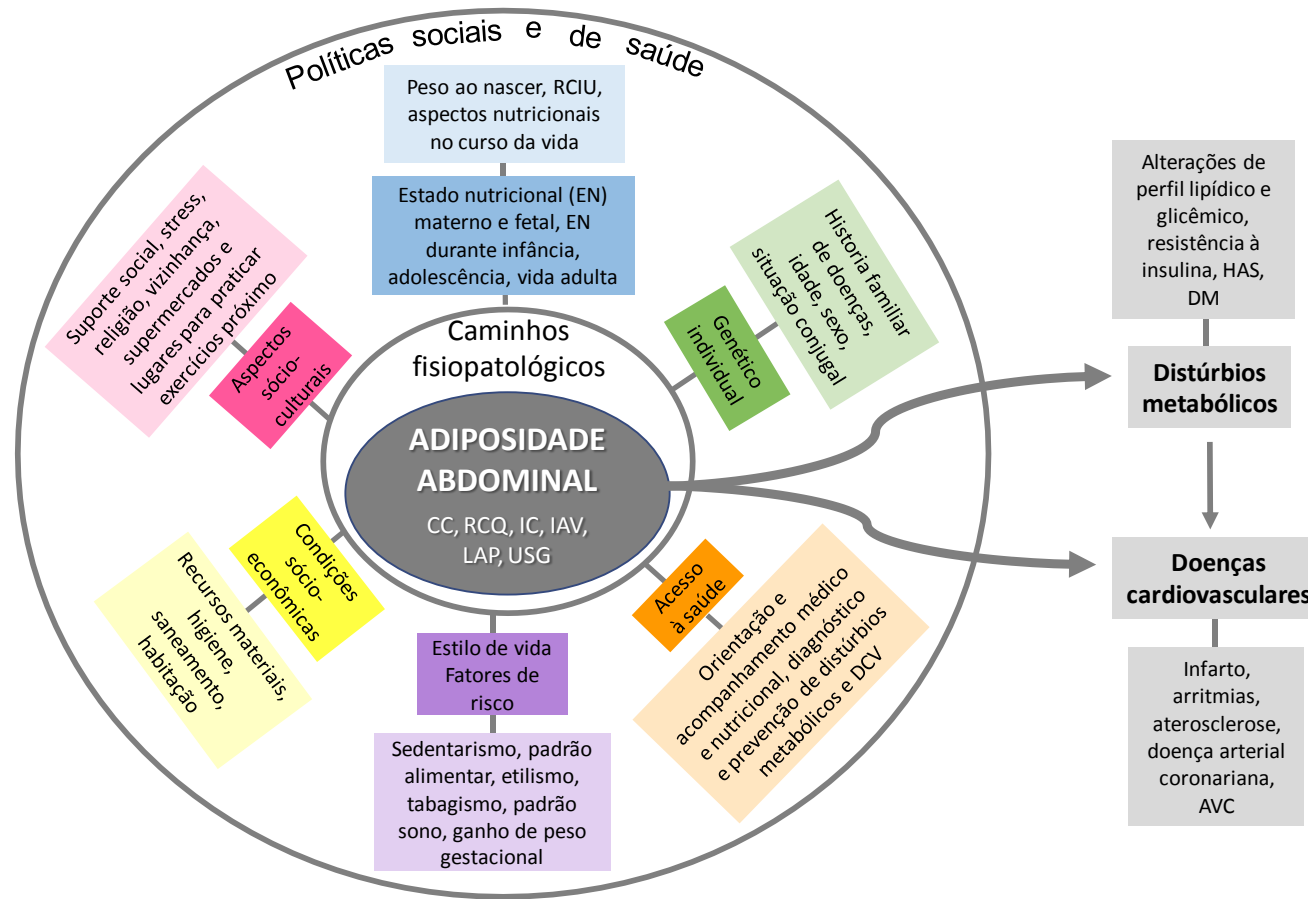 Políticas sociais e de saúde
Peso ao nascer, RCIU,
aspectos nutricionais
no curso da vida
Estado nutricional (EN)
materno e fetal, EN
durante infância,
adolescência, vida adulta
Suporte social, stress,
religião, vizinhança,
supermercados e
lugares para praticar
exercícios próximo
Aspectos
sócio-
culturais
Historia familiar
de doenças,
idade, sexo,
situação conjugal
Genético
individual
Caminhos
fisiopatológicos
ADIPOSIDADE
ABDOMINAL
CC, RCQ, IC, IAV,
LAP, USG
Condições
sócio-
econômicas
Recursos materiais,
higiene,
saneamento,
habitação
Estilo de vida
Fatores de
risco
Sedentarismo, padrão
alimentar, etilismo,
tabagismo, padrão
sono, ganho de peso
gestacional
Acesso
à saúde
Orientação e
acompanhamento médico
e nutricional, diagnóstico
e prevenção de distúrbios
metabólicos e DCV
Alterações de
perfil lipídico e
glicêmico,
resistência à
insulina, HAS,
DM
Distúrbios
metabólicos
Doenças
cardiovasculares
Infarto,
arritmias,
aterosclerose,
doença arterial
coronariana,
AVC